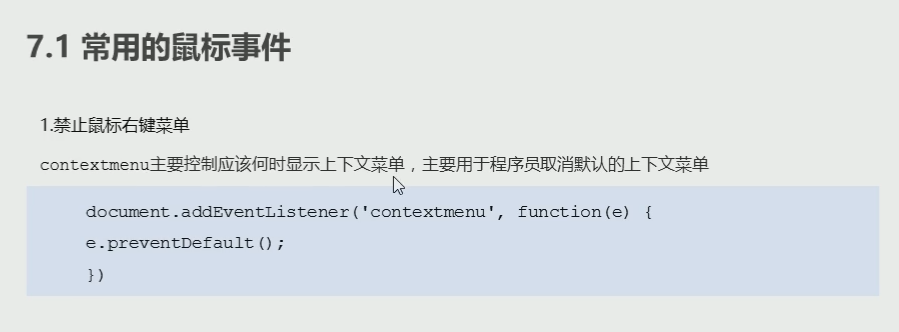 7.1 常用的鼠标事件
1.禁止鼠标右键菜单
contextmenu主要控制应该何时显示上下文菜单，主要用于程序员取消默认的上下文菜单
document.addEventListener('contextmenu', function(e) {
e.preventDefault();
})